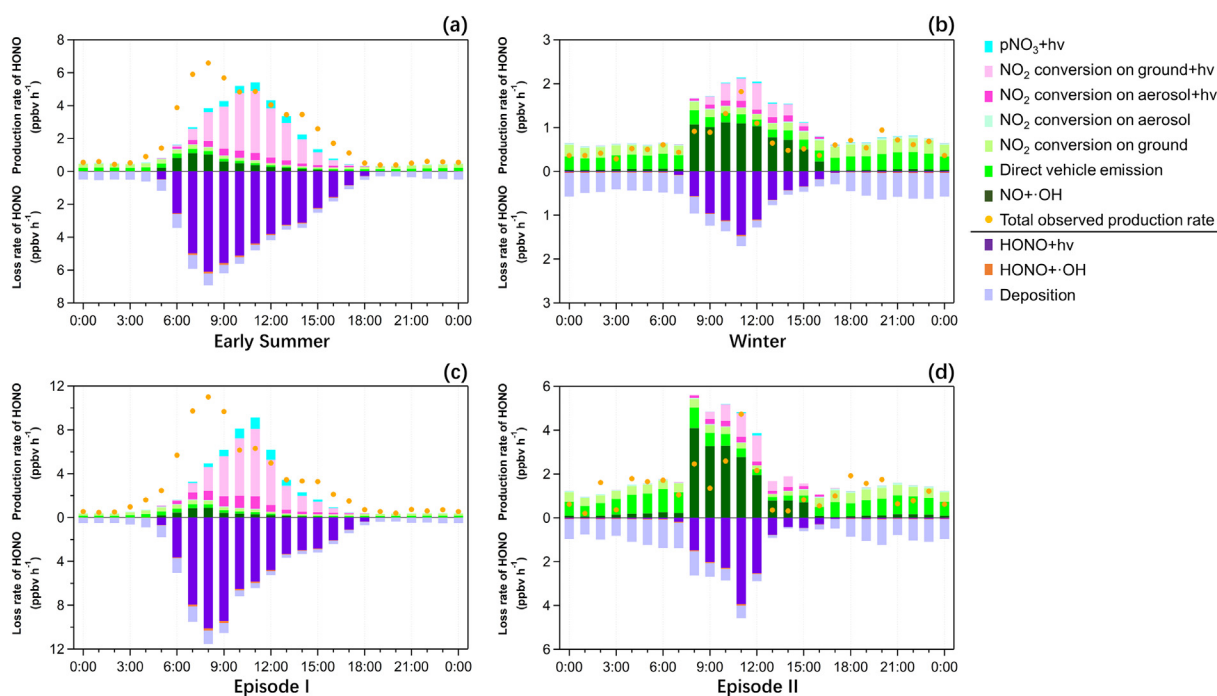 (a)
8
6
4
2
0
2
4
6
8
Production rate of HONO
(ppbv h⁻¹)
Loss rate of HONO
(ppbv h⁻¹)
0:00 3:00 6:00 9:00 12:00 15:00 18:00 21:00 0:00
Early Summer
(b)
3
2
1
0
1
2
3
Production rate of HONO
(ppbv h⁻¹)
Loss rate of HONO
(ppbv h⁻¹)
0:00 3:00 6:00 9:00 12:00 15:00 18:00 21:00 0:00
Winter
pNO₃+hv
NO₂ conversion on ground+hv
NO₂ conversion on aerosol+hv
NO₂ conversion on aerosol
NO₂ conversion on ground
Direct vehicle emission
NO+·OH
Total observed production rate
HONO+hv
HONO+·OH
Deposition
(c)
12
8
4
0
4
8
12
Production rate of HONO
(ppbv h⁻¹)
Loss rate of HONO
(ppbv h⁻¹)
0:00 3:00 6:00 9:00 12:00 15:00 18:00 21:00 0:00
Episode I
(d)
6
4
2
0
2
4
6
Production rate of HONO
(ppbv h⁻¹)
Loss rate of HONO
(ppbv h⁻¹)
0:00 3:00 6:00 9:00 12:00 15:00 18:00 21:00 0:00
Episode II